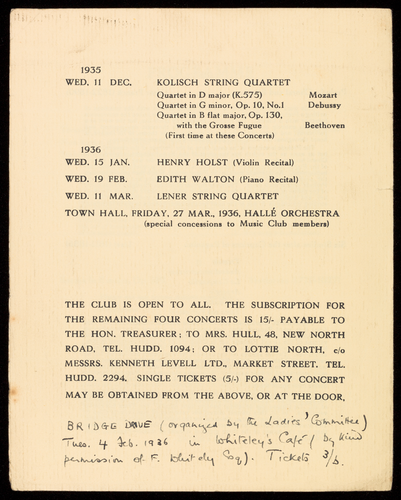 1935
WED. 11 DEC. KOLISCH STRING QUARTET
Quartet in D major (K.575) Mozart
Quartet in G minor, Op. 10, No.1 Debussy
Quartet in B flat major, Op. 130,
with the Grosse Fugue Beethoven
(First time at these Concerts)
1936
WED. 15 JAN. HENRY HOLST (Violin Recital)
WED. 19 FEB. EDITH WALTON (Piano Recital)
WED. 11 MAR. LENER STRING QUARTET
TOWN HALL, FRIDAY, 27 MAR., 1936, HALLÉ ORCHESTRA
(special concessions to Music Club members)
THE CLUB IS OPEN TO ALL. THE SUBSCRIPTION FOR
THE REMAINING FOUR CONCERTS IS 15/- PAYABLE TO
THE HON. TREASURER; TO MRS. HULL, 48, NEW NORTH
ROAD, TEL. HUDD. 1094; OR TO LOTTIE NORTH, c/o
MESSRS. KENNETH LEVELL LTD., MARKET STREET, TEL.
HUDD. 2294. SINGLE TICKETS (5/-) FOR ANY CONCERT
MAY BE OBTAINED FROM THE ABOVE, OR AT THE DOOR.
BRIDGE DRIVE (organized by the Ladies' Committee)
Tues. 4 Feb. 1936 in Whiteley's Café (by kind
permission of F. Whitely Esq). Tickets